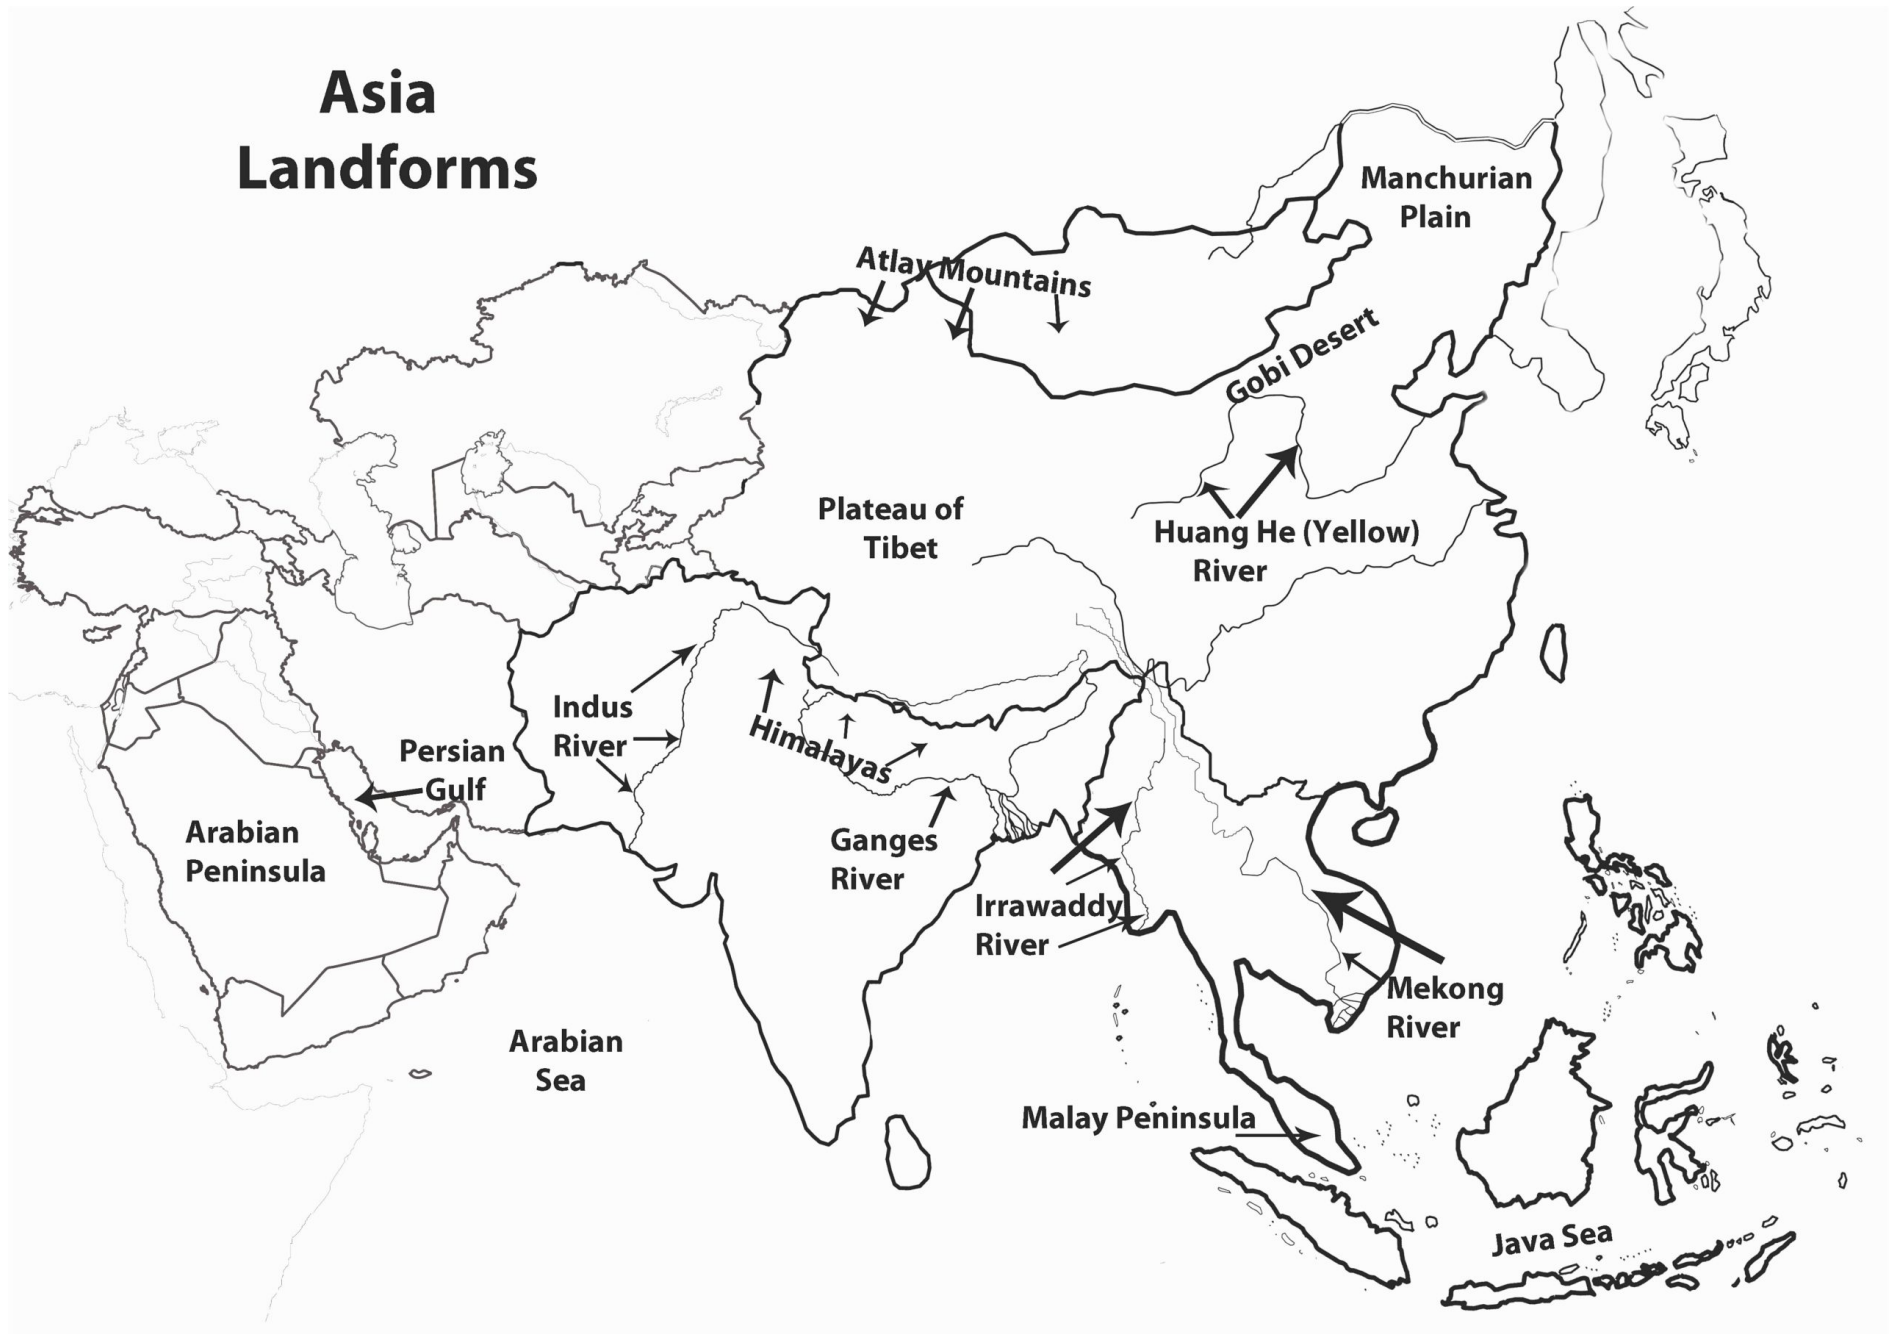 Asia
Landforms
Manchurian
Plain
Atlay Mountains
Gobi Desert
Plateau of
Tibet
Huang He (Yellow)
River
Indus
River
Himalayas
Persian
Gulf
Arabian
Peninsula
Ganges
River
Irrawaddy
River
Mekong
River
Arabian
Sea
Malay Peninsula
Java Sea